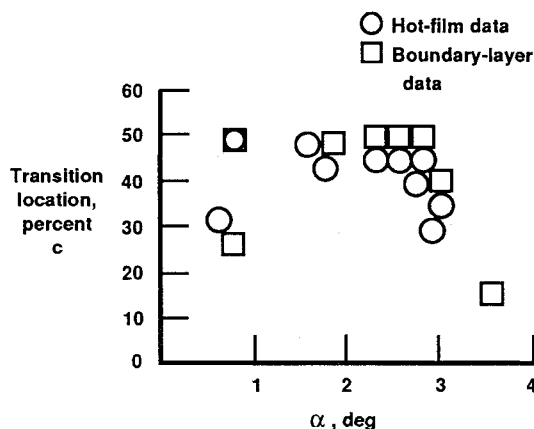 Hot-film data
Boundary-layer
data
60
50
40
30
20
10
0
Transition
location,
percent
c
1
2
3
4
α , deg